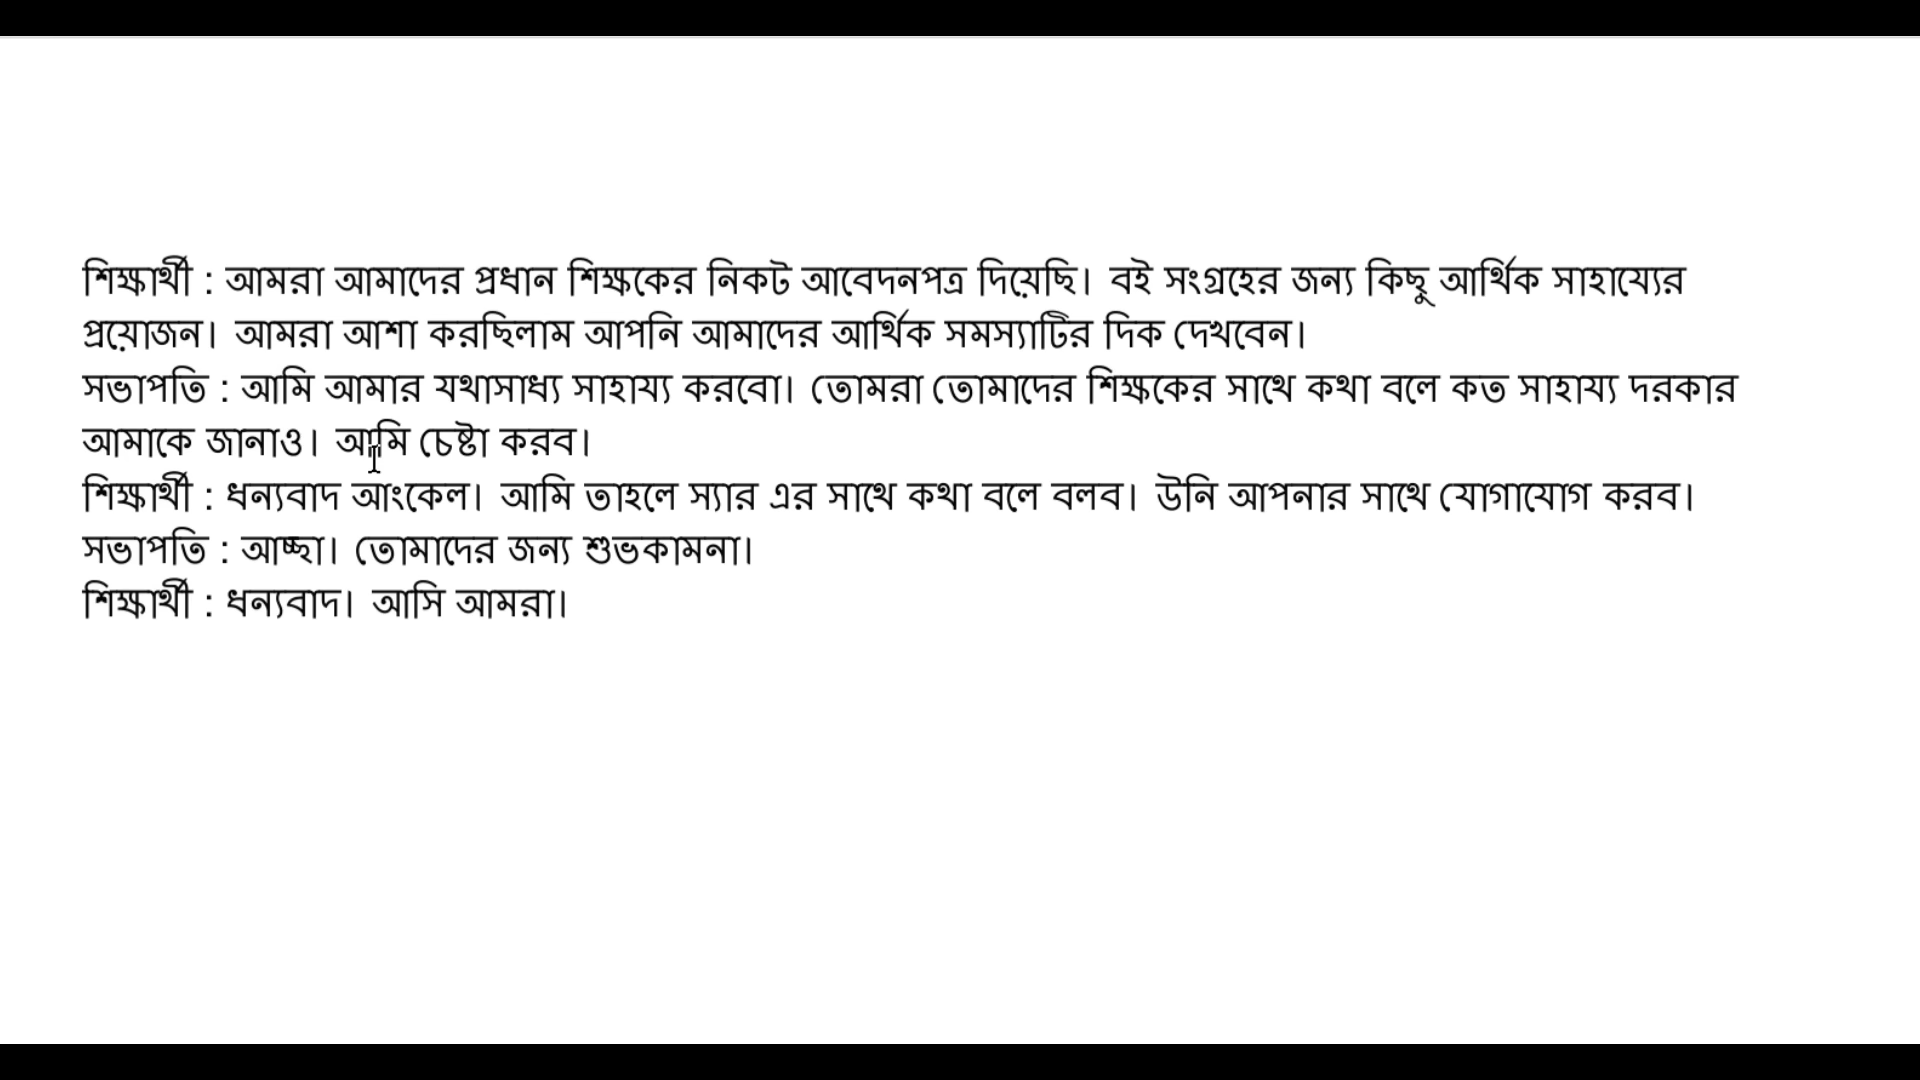 শিক্ষার্থী : আমরা আমাদের প্রধান শিক্ষকের নিকট আবেদনপত্র দিয়েছি। বই সংগ্রহের জন্য কিছু আর্থিক সাহায্যের
প্রয়োজন। আমরা আশা করছিলাম আপনি আমাদের আর্থিক সমস্যাটির দিক দেখবেন।
সভাপতি : আমি আমার যথাসাধ্য সাহায্য করবো। তোমরা তোমাদের শিক্ষকের সাথে কথা বলে কত সাহায্য দরকার
আমাকে জানাও। আমি চেষ্টা করব।
শিক্ষার্থী : ধন্যবাদ আংকেল। আমি তাহলে স্যার এর সাথে কথা বলে বলব। উনি আপনার সাথে যোগাযোগ করব।
সভাপতি : আচ্ছা। তোমাদের জন্য শুভকামনা।
শিক্ষার্থী : ধন্যবাদ। আসি আমরা।